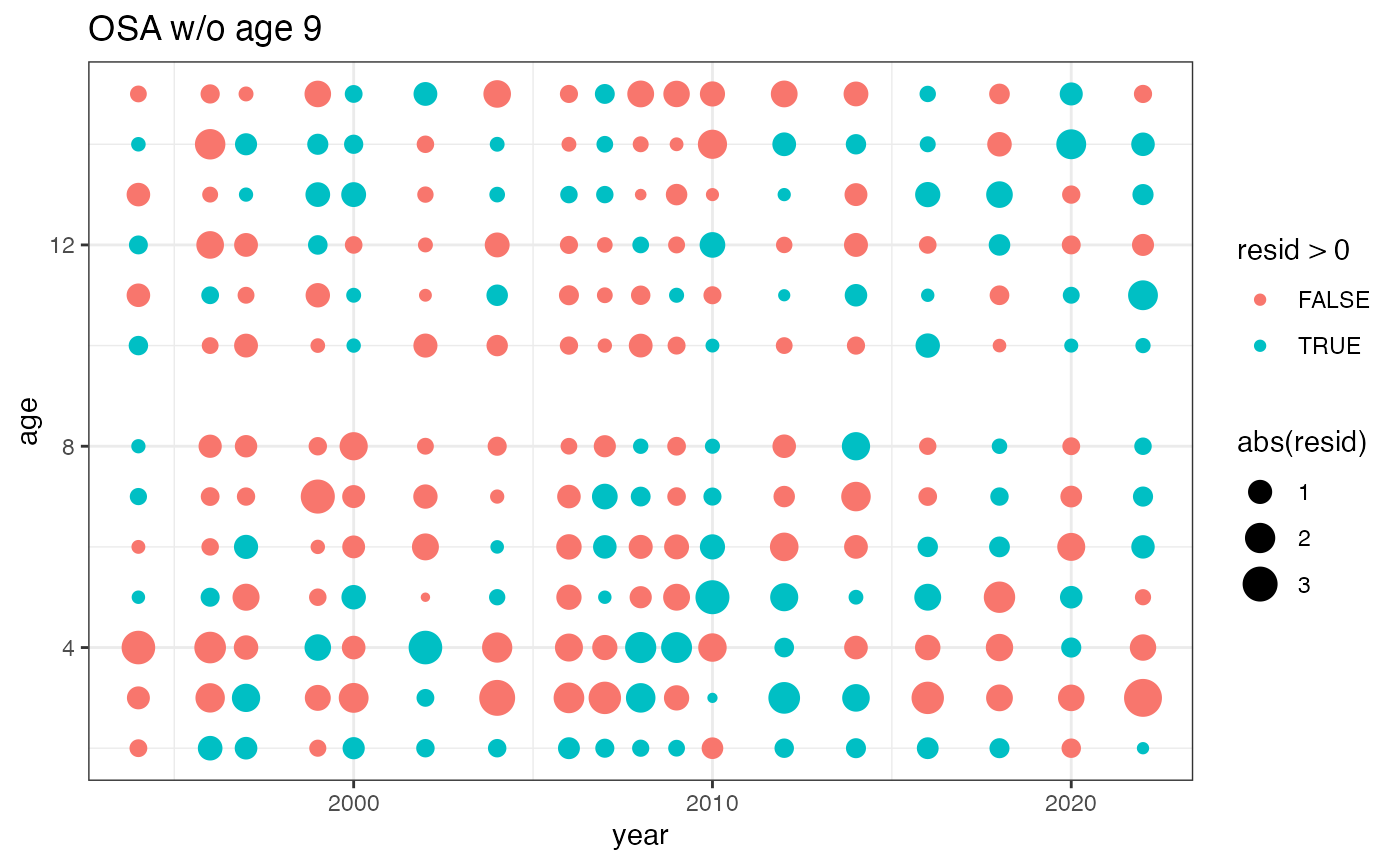 OSA w/o age 9
age
12
8
4
2000
2010
2020
year
resid > 0
FALSE
TRUE
abs(resid)
1
2
3